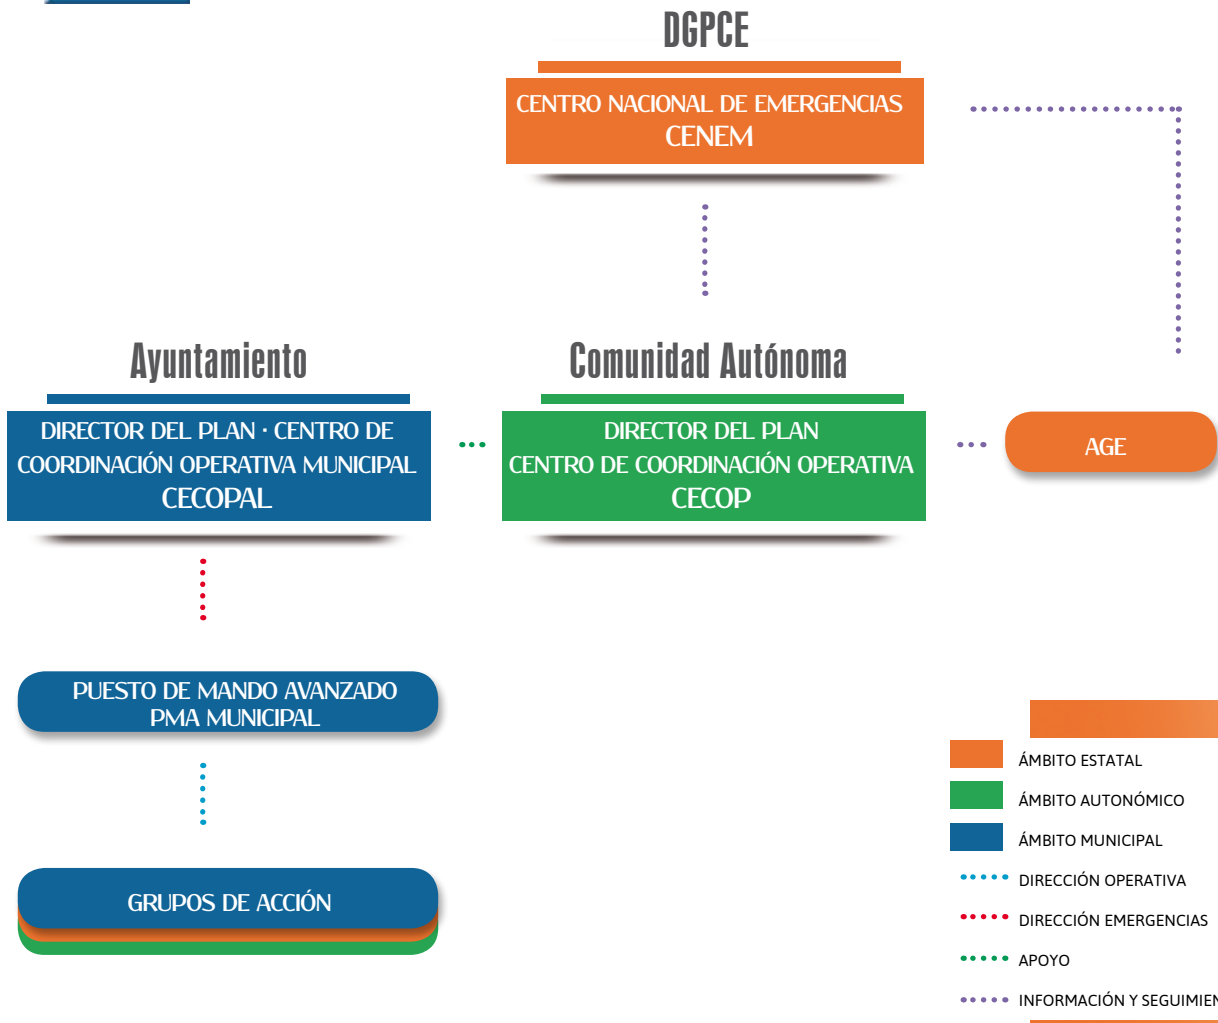 DGPCE
CENTRO NACIONAL DE EMERGENCIAS
CENEM
Ayuntamiento
DIRECTOR DEL PLAN · CENTRO DE
COORDINACIÓN OPERATIVA MUNICIPAL
CECOPAL
Comunidad Autónoma
DIRECTOR DEL PLAN
CENTRO DE COORDINACIÓN OPERATIVA
CECOP
AGE
PUESTO DE MANDO AVANZADO
PMA MUNICIPAL
GRUPOS DE ACCIÓN
ÁMBITO ESTATAL
ÁMBITO AUTONÓMICO
ÁMBITO MUNICIPAL
DIRECCIÓN OPERATIVA
DIRECCIÓN EMERGENCIAS
APOYO
INFORMACIÓN Y